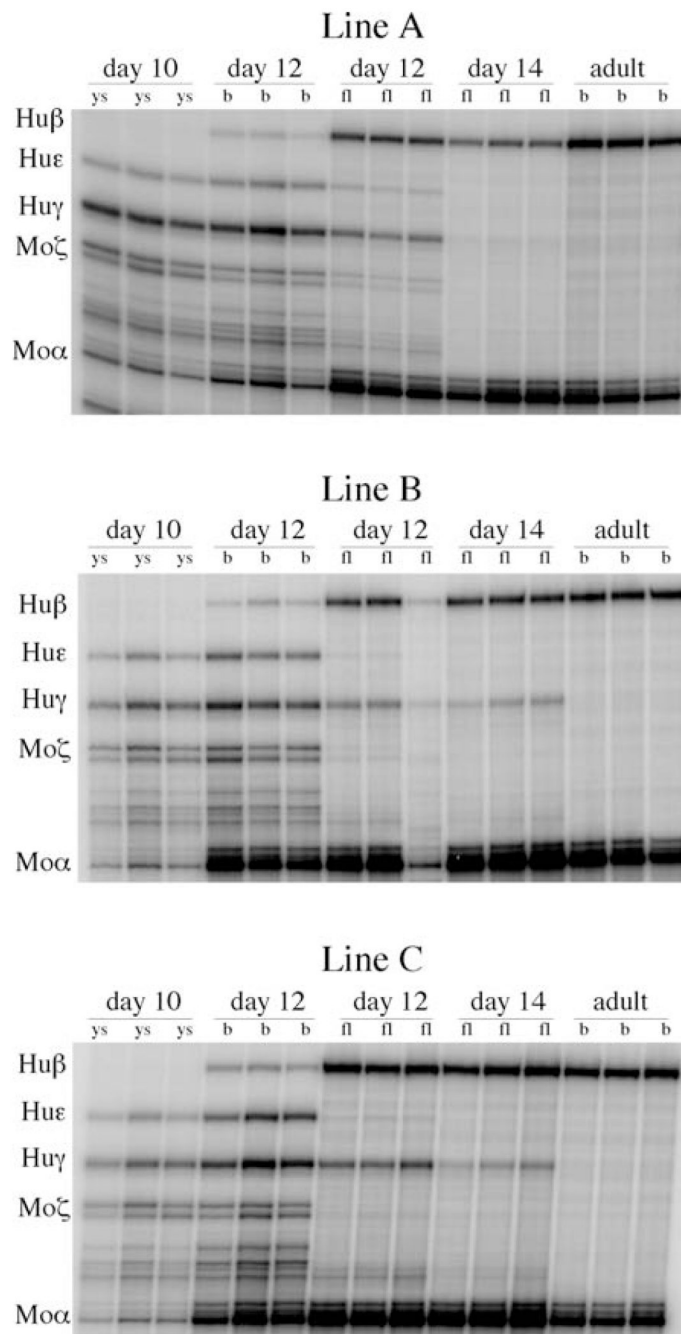 Line A
day 10 day 12 day 12 day 14 adult
ys ys ys b b b fl fl fl fl fl fl b b b
Huβ
Huε
Huγ
Moζ
Moα
Line B
day 10 day 12 day 12 day 14 adult
ys ys ys b b b fl fl fl fl fl fl b b b
Huβ
Huε
Huγ
Moζ
Moα
Line C
day 10 day 12 day 12 day 14 adult
ys ys ys b b b fl fl fl fl fl fl b b b
Huβ
Huε
Huγ
Moζ
Moα